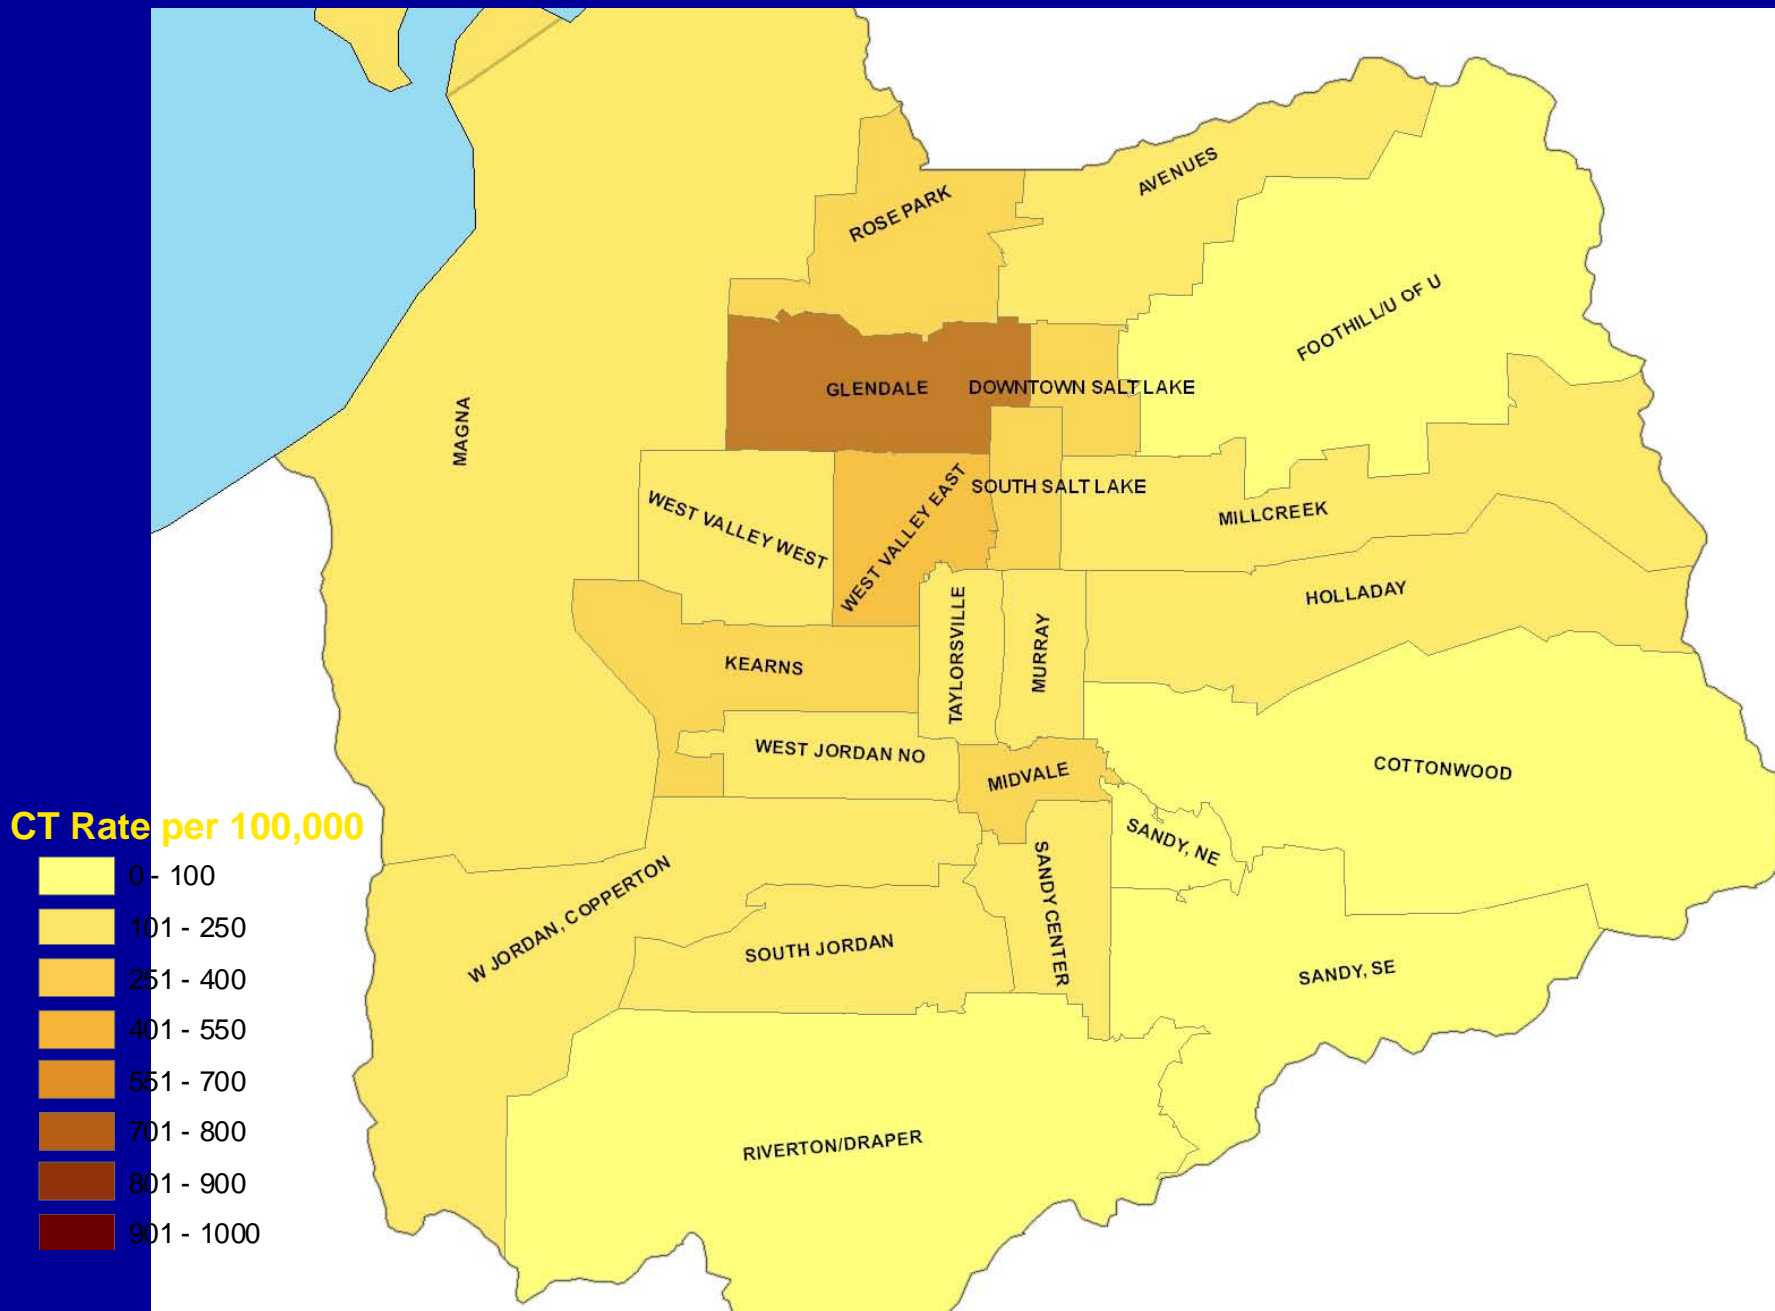 AVENUES
ROSE PARK
FOOTHILL/U OF U
GLENDALE
DOWNTOWN SALT LAKE
MAGNA
WEST VALLEY WEST
WEST VALLEY EAST
SOUTH SALT LAKE
MILLCREEK
HOLLADAY
KEARNS
TAYLORSVILLE
MURRAY
WEST JORDAN NO
MIDVALE
COTTONWOOD
SANDY, NE
W JORDAN, COPPERTON
SOUTH JORDAN
SANDY CENTER
SANDY, SE
RIVERTON/DRAPER
CT Rate per 100,000
0 - 100
101 - 250
251 - 400
401 - 550
551 - 700
701 - 800
801 - 900
901 - 1000